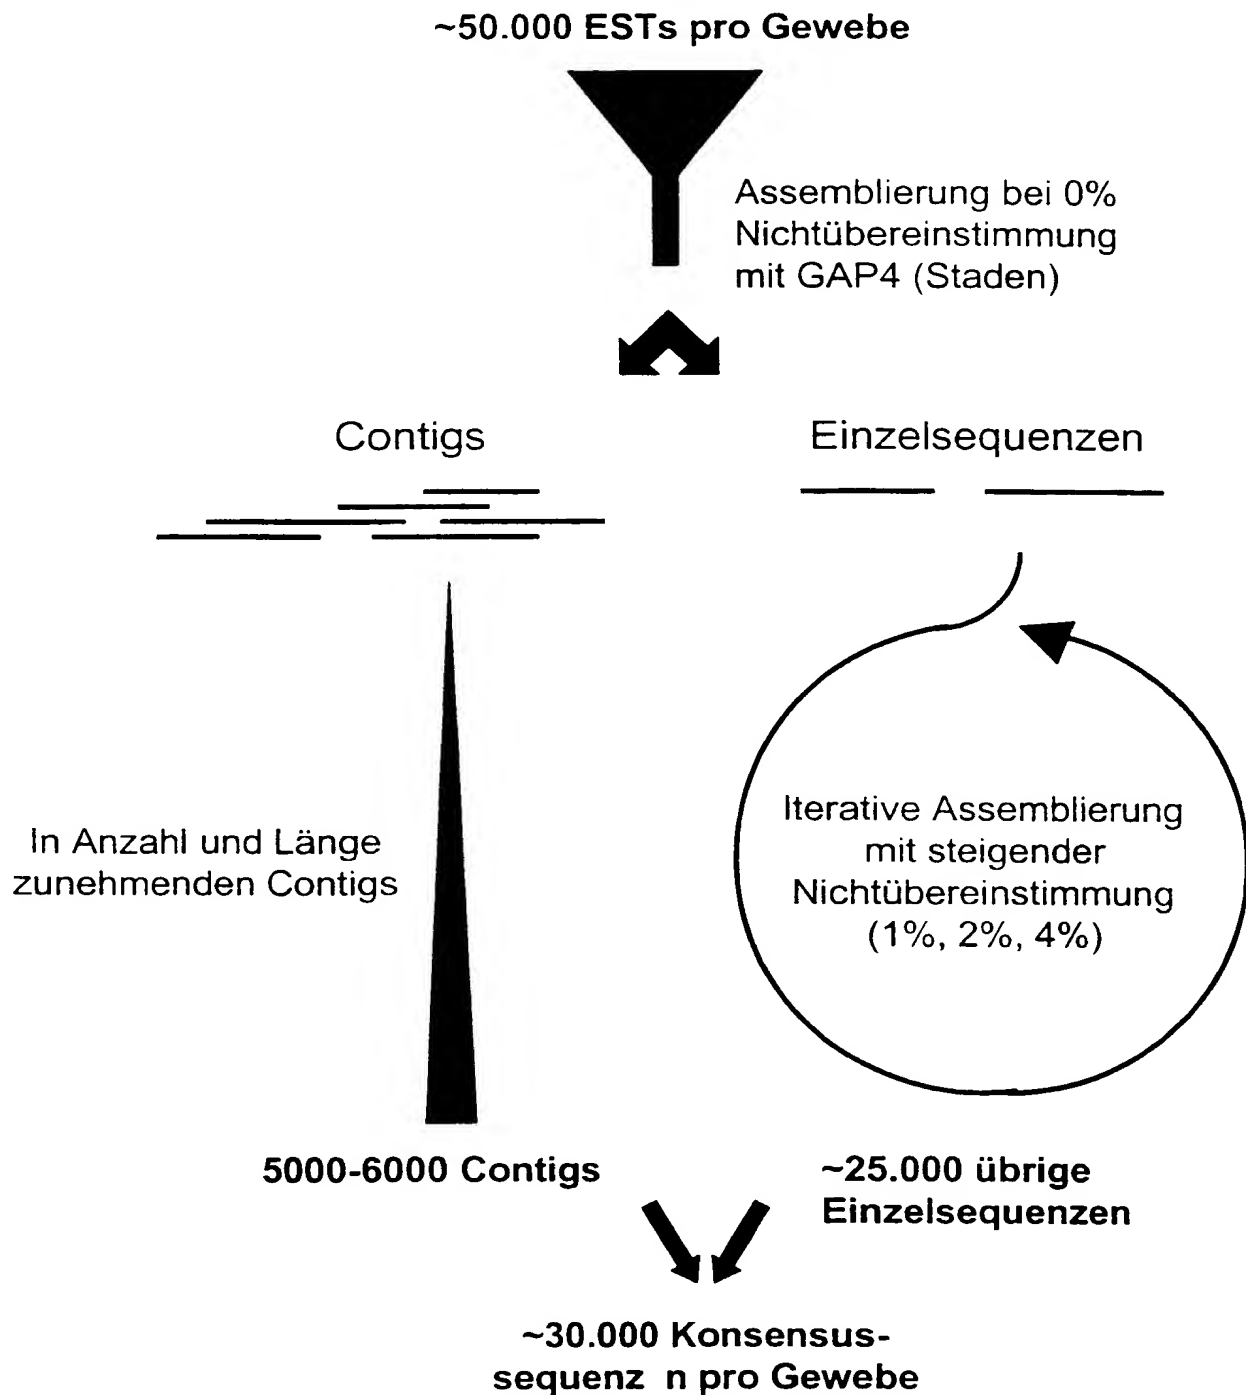 ~50.000 ESTs pro Gewebe
Assemblierung bei 0%
Nichtübereinstimmung
mit GAP4 (Staden)
Contigs
Einzelsequenzen
In Anzahl und Länge
zunehmenden Contigs
Iterative Assemblierung
mit steigender
Nichtübereinstimmung
(1%, 2%, 4%)
5000-6000 Contigs
~25.000 übrige
Einzelsequenzen
~30.000 Konsensus-
sequenz n pro Gewebe